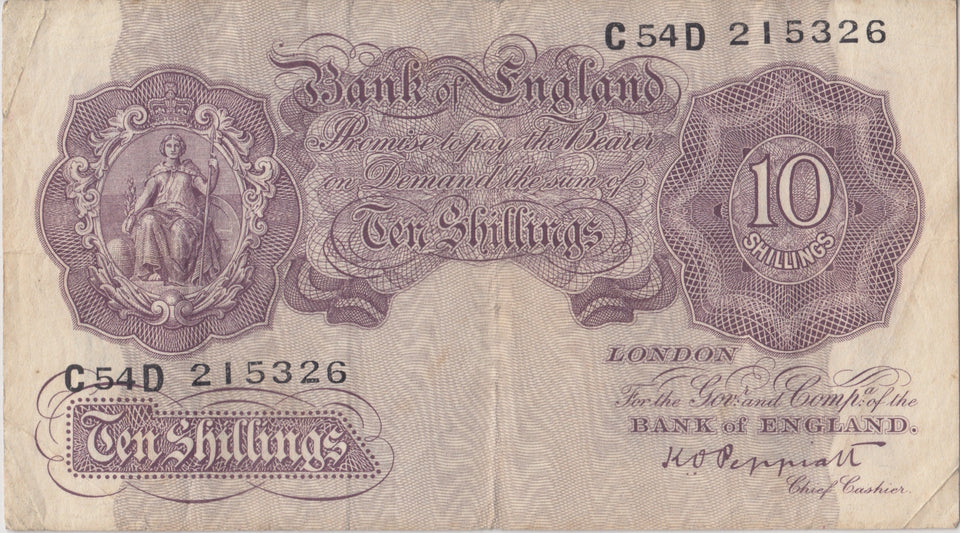 C54D 215326
Bank of England
Promise to pay the Bearer
on Demand the sum of
Ten Shillings
10
SHILLINGS
C54D 215326
Ten Shillings
LONDON
For the Govr. and Compa. of the
BANK of ENGLAND.
K O Peppiatt
Chief Cashier.